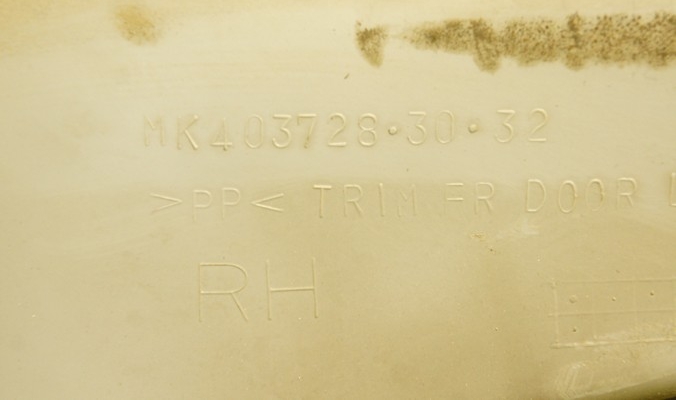 MK403728·30·32
>PP< TRIM FR DOOR
RH